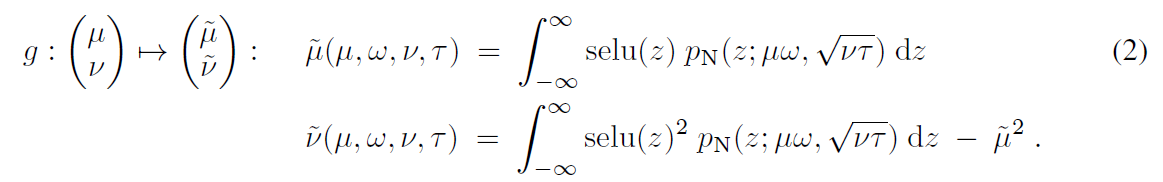 g : (μ ν) ↦ (μ̃ ν̃) : μ̃(μ, ω, ν, τ) = ∫_{−∞}^{∞} selu(z) p_N(z; μω, √(ντ)) dz (2)
ν̃(μ, ω, ν, τ) = ∫_{−∞}^{∞} selu(z)² p_N(z; μω, √(ντ)) dz − μ̃² .